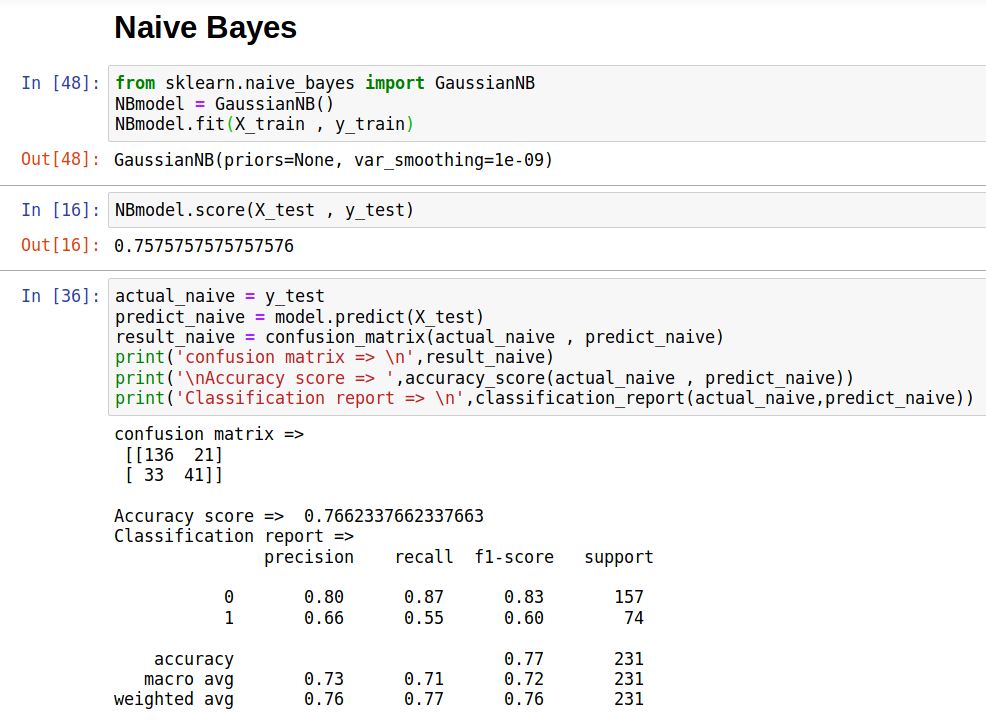 Naive Bayes
In [48]: from sklearn.naive_bayes import GaussianNB
NBmodel = GaussianNB()
NBmodel.fit(X_train , y_train)
Out[48]: GaussianNB(priors=None, var_smoothing=1e-09)
In [16]: NBmodel.score(X_test , y_test)
Out[16]: 0.7575757575757576
In [36]: actual_naive = y_test
predict_naive = model.predict(X_test)
result_naive = confusion_matrix(actual_naive , predict_naive)
print('confusion matrix => \n',result_naive)
print('\nAccuracy score => ',accuracy_score(actual_naive , predict_naive))
print('Classification report => \n',classification_report(actual_naive,predict_naive))
confusion matrix =>
[[136  21]
[ 33  41]]
Accuracy score =>  0.7662337662337663
Classification report =>
precision    recall  f1-score   support
0       0.80      0.87      0.83       157
1       0.66      0.55      0.60        74
accuracy                           0.77       231
macro avg       0.73      0.71      0.72       231
weighted avg       0.76      0.77      0.76       231